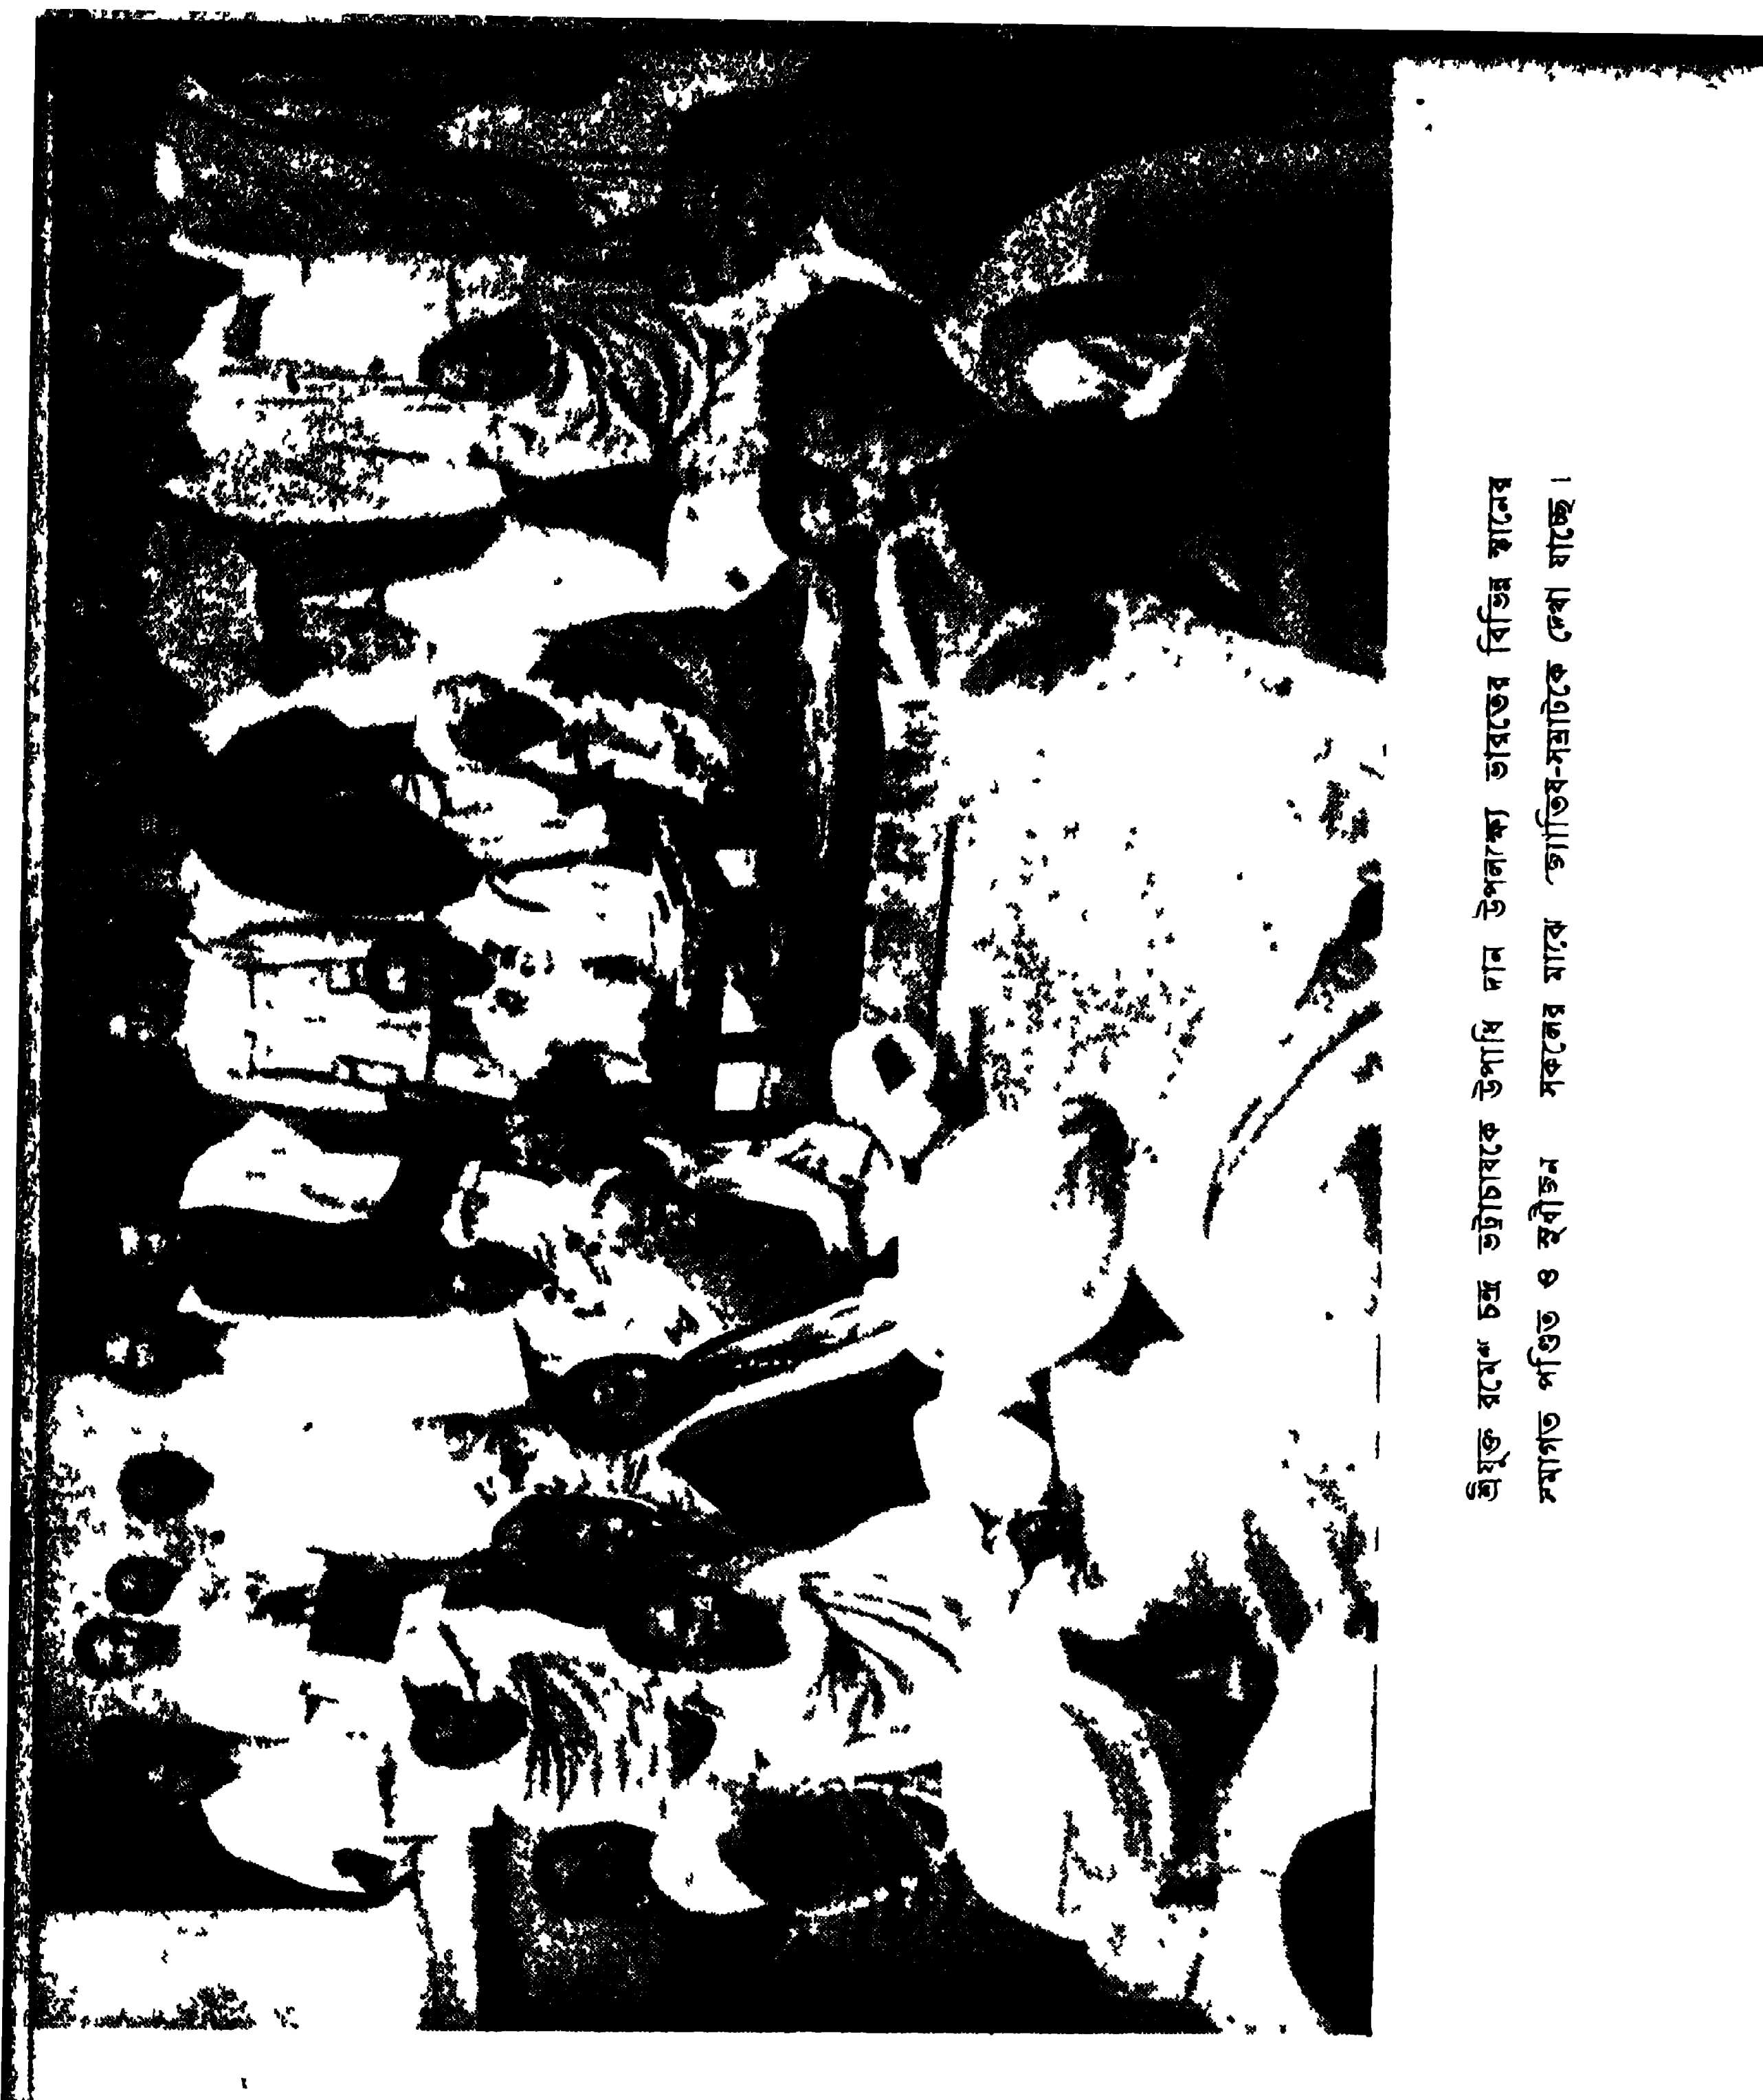 শ্রীযুক্ত রমেশ চন্দ্র ভট্টাচার্যকে উপাধি দান উপলক্ষ্যে ভারতের বিভিন্ন স্থানের
সমাগত পণ্ডিত ও সুধীজন সকলের মাঝে জ্যোতিষ-সম্রাটকে দেখা যাচ্ছে।